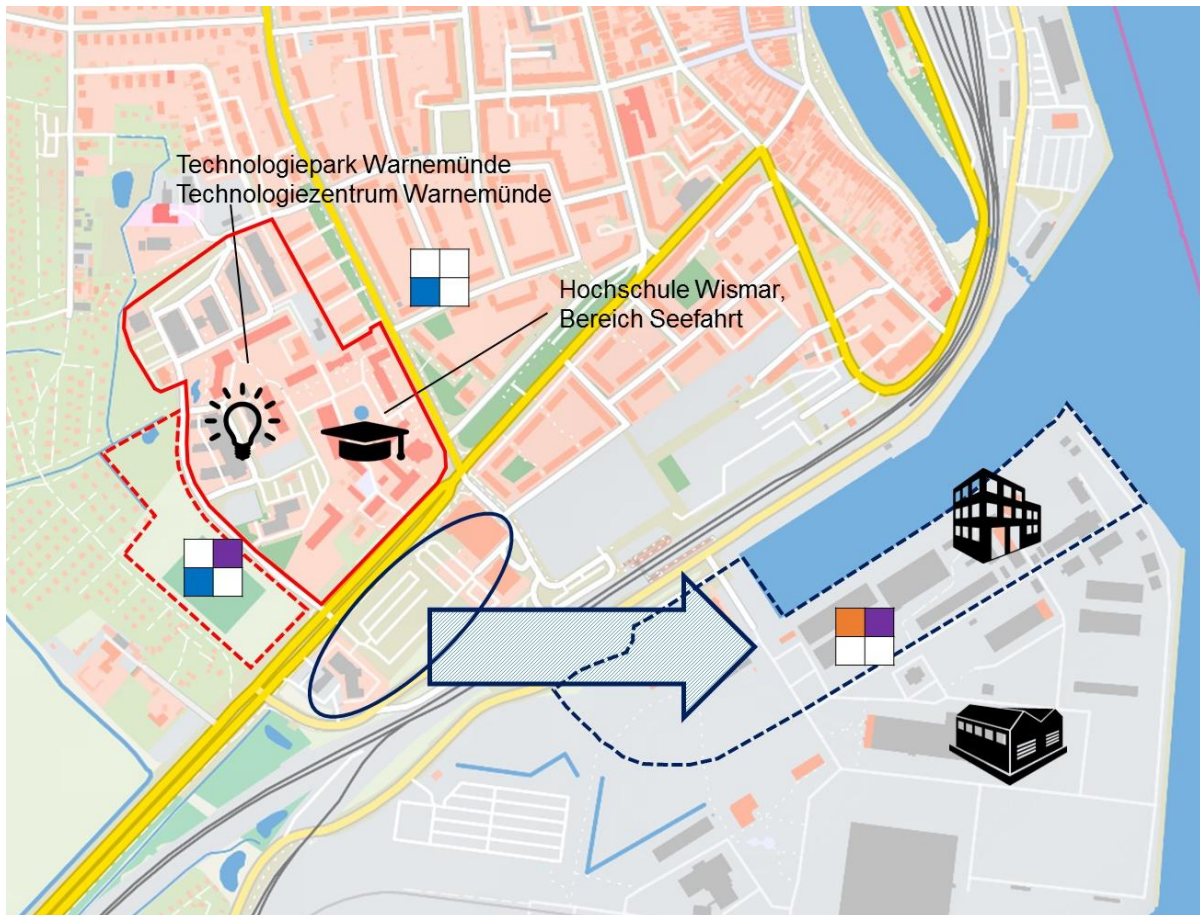 Technologiepark Warnemünde
Technologiezentrum Warnemünde
Hochschule Wismar,
Bereich Seefahrt